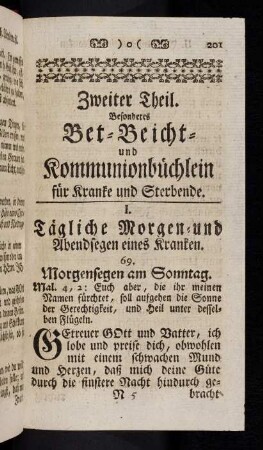 ) o (
201
Zweiter Theil.
Besonderes
Bet-Beicht-
und
Kommunionbüchlein
für Kranke und Sterbende.
I.
Tägliche Morgen-und
Abendsegen eines Kranken.
69.
Morgensegen am Sonntag.
Mal. 4, 2: Euch aber, die ihr meinen
Namen fürchtet, soll aufgehen die Sonne
der Gerechtigkeit, und Heil unter dessel-
ben Flügeln.
GEtreuer GOtt und Vatter, ich
lobe und preise dich, obwohlen
mit einem schwachen Mund
und Herzen, daß mich deine Güte
durch die finstere Nacht hindurch ge-
N 5
bracht